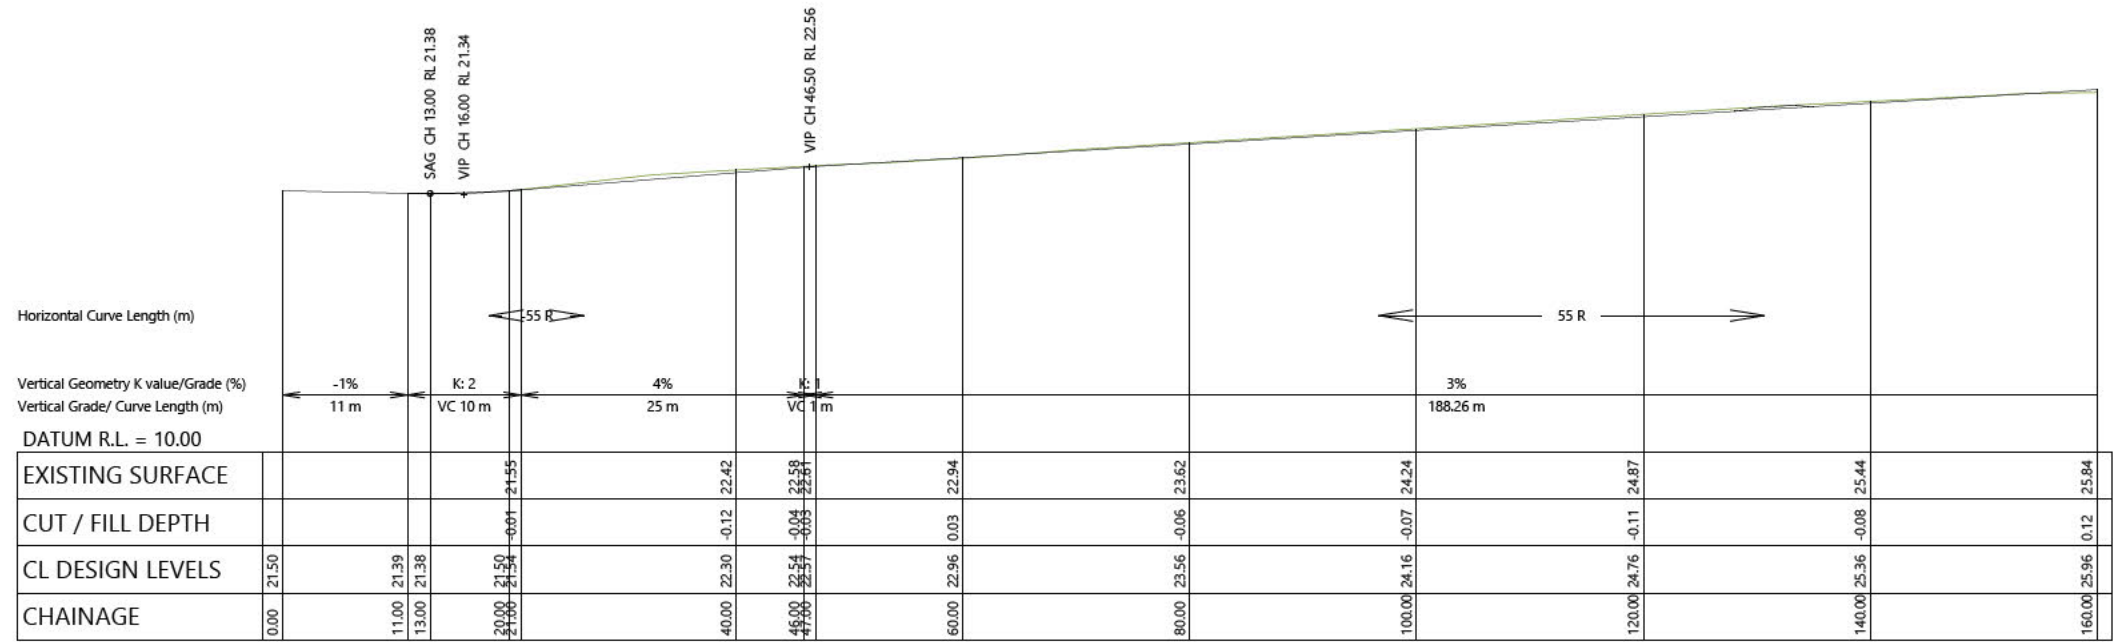 SAG CH 13.00 RL 21.38
VIP CH 16.00 RL 21.34
VIP CH 46.50 RL 22.56
Horizontal Curve Length (m)
-55 R
55 R
Vertical Geometry K value/Grade (%)
-1%
K: 2
4%
K: 1
3%
Vertical Grade/ Curve Length (m)
11 m
VC 10 m
25 m
VC 1 m
188.26 m
DATUM R.L. = 10.00
EXISTING SURFACE
21.55
22.42
22.58
22.61
22.94
23.62
24.24
24.87
25.44
25.84
CUT / FILL DEPTH
-0.01
-0.12
-0.04
-0.03
0.03
-0.06
-0.07
-0.11
-0.08
0.12
CL DESIGN LEVELS
21.50
21.39
21.38
21.50
21.54
22.30
22.54
22.57
22.96
23.56
24.16
24.76
25.36
25.96
CHAINAGE
0.00
11.00
13.00
20.00
21.00
40.00
46.00
47.00
60.00
80.00
100.00
120.00
140.00
160.00